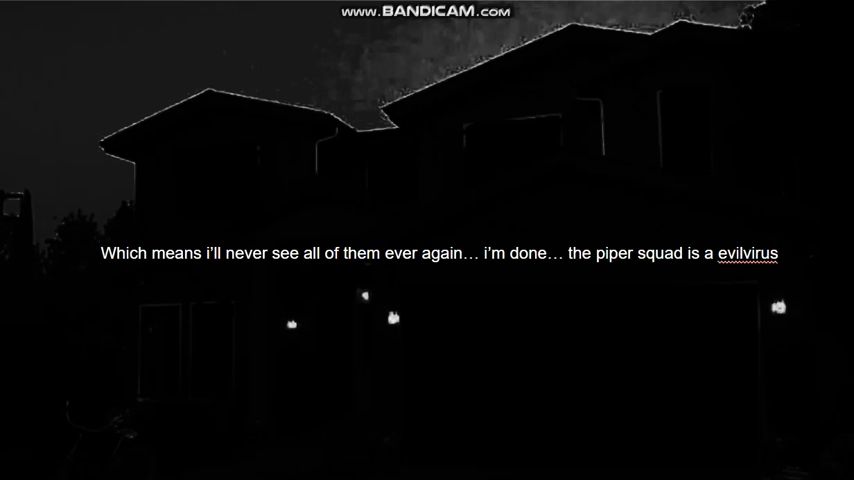 WWW.BANDICAM.COM
Which means i’ll never see all of them ever again… i’m done… the piper squad is a evilvirus